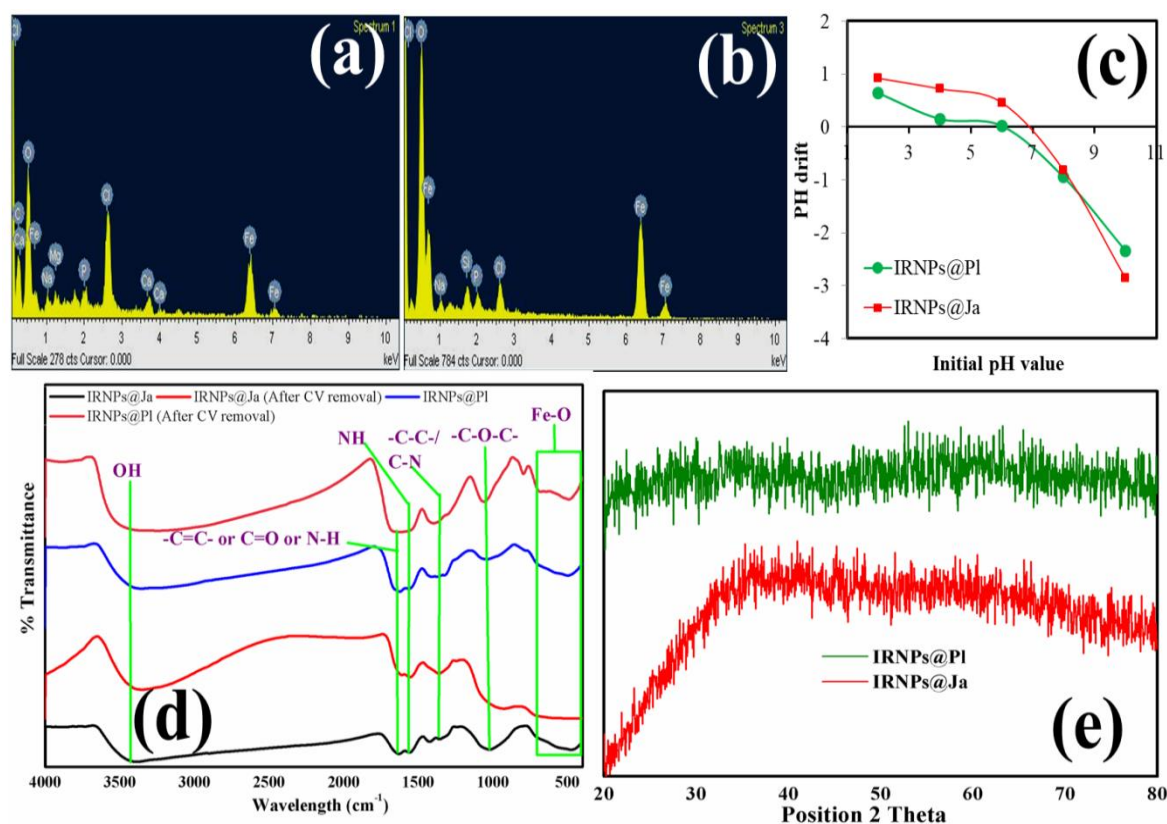 Spectrum 1
(a)
Cl
O
C
Ca
Fe
Na
Mg
P
Cl
Ca
Ca
Fe
Fe
0 1 2 3 4 5 6 7 8 9 10
Full Scale 278 cts Cursor: 0.000
keV
Spectrum 3
(b)
Cl
O
Fe
Na
Si
P
Cl
Fe
Fe
0 1 2 3 4 5 6 7 8 9 10
Full Scale 784 cts Cursor: 0.000
keV
(c)
2
1
0
-1
-2
-3
-4
1 3 5 7 9 11
PH drift
IRNPs@Pl
IRNPs@Ja
Initial pH value
IRNPs@Ja IRNPs@Ja (After CV removal) IRNPs@Pl
IRNPs@Pl (After CV removal)
OH
NH
-C-C-/
C-N
-C-O-C-
Fe-O
-C=C- or C=O or N-H
% Transmittance
(d)
4000 3500 3000 2500 2000 1500 1000 500
Wavelength (cm-1)
IRNPs@Pl
IRNPs@Ja
(e)
20 30 40 50 60 70 80
Position 2 Theta